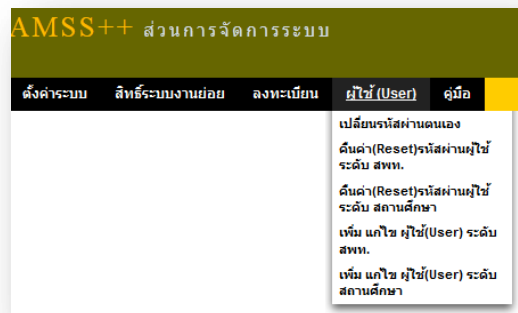 AMSS++ ส่วนการจัดการระบบ
ตั้งค่าระบบ สิทธิ์ระบบงานย่อย ลงทะเบียน ผู้ใช้ (User) คู่มือ
เปลี่ยนรหัสผ่านตนเอง
คืนค่า(Reset)รหัสผ่านผู้ใช้
ระดับ สพท.
คืนค่า(Reset)รหัสผ่านผู้ใช้
ระดับ สถานศึกษา
เพิ่ม แก้ไข ผู้ใช้(User) ระดับ
สพท.
เพิ่ม แก้ไข ผู้ใช้(User) ระดับ
สถานศึกษา